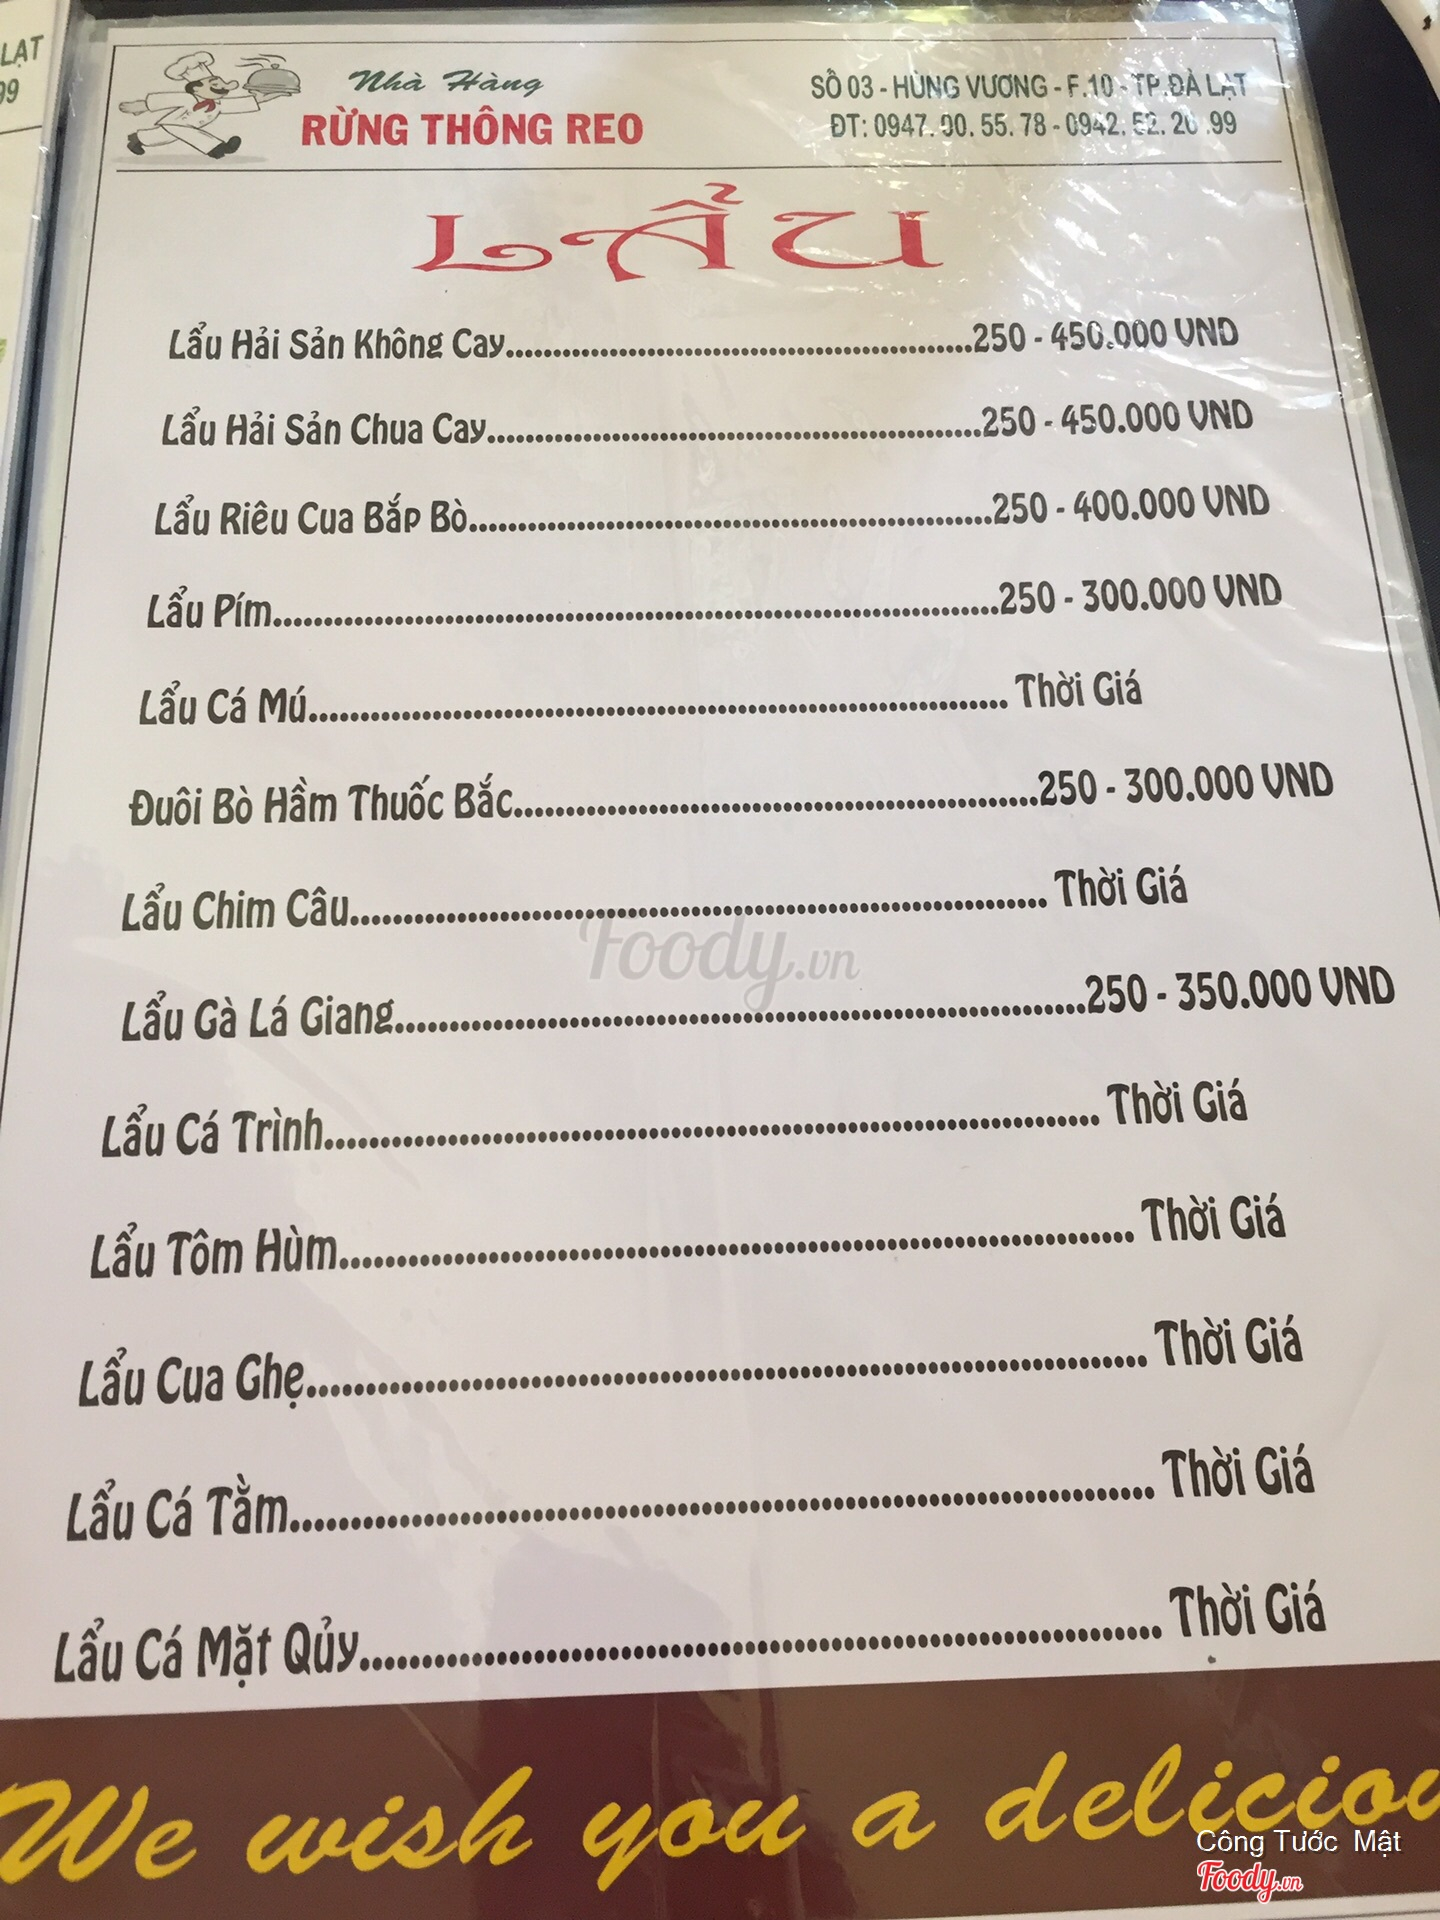 LẠT
99
Nhà Hàng
RỪNG THÔNG REO
SỐ 03 - HÙNG VƯƠNG - F.10 - TP.ĐÀ LẠT
ĐT: 0947. 00. 55. 78 - 0942. 52. 20 .99
LẨU
Lẩu Hải Sản Không Cay 250 - 450.000 VND
Lẩu Hải Sản Chua Cay 250 - 450.000 VND
Lẩu Riêu Cua Bắp Bò 250 - 400.000 VND
Lẩu Pím 250 - 300.000 VND
Lẩu Cá Mú Thời Giá
Đuôi Bò Hầm Thuốc Bắc 250 - 300.000 VND
Lẩu Chim Câu Thời Giá
Foody.vn
Lẩu Gà Lá Giang 250 - 350.000 VND
Lẩu Cá Trình Thời Giá
Lẩu Tôm Hùm Thời Giá
Lẩu Cua Ghẹ Thời Giá
Lẩu Cá Tằm Thời Giá
Lẩu Cá Mặt Qủy Thời Giá
We wish you a deliciou
Công Tước Mật
Foody.vn